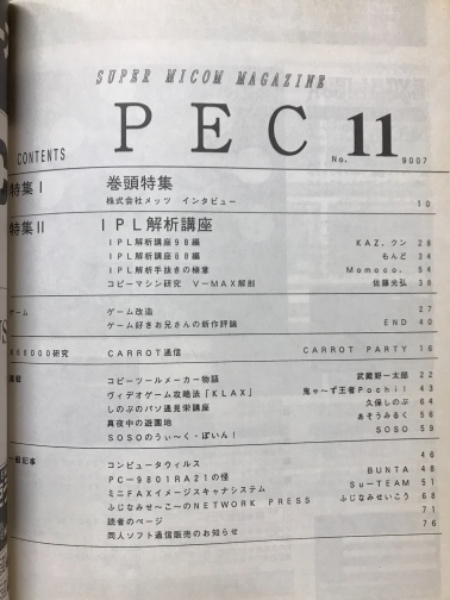 SUPER MICOM MAGAZINE
PEC No. 11 9007
CONTENTS
特集I 巻頭特集
株式会社メッツ インタビュー 10
特集II IPL解析講座
IPL解析講座98編 KAZ.ウン 28
IPL解析講座88編 もんど 34
IPL解析手抜きの極意 Momoco. 54
コピーマシン研究 V-MAX解剖 佐藤光弘 38
ゲーム ゲーム改造 27
ゲーム好きお兄さんの新作評論 END 40
68000研究 CARROT通信 CARROT PARTY 16
コピーツールメーカー物語 武蔵野一太郎 22
ヴィデオゲーム攻略法「KLAX」 鬼ゃ〜ず王者Pochi! 43
しのぶのパソ通見栄講座 久保しのぶ 64
真夜中の遊園地 あそうみるく 58
SOSOのうぃ〜く・ぽいん! SOSO 59
一般記事 コンピュータウィルス 46
PC-9801RA21の怪 BUNTA 48
ミニFAXイメージスキャナシステム Su-TEAM 51
ふじなみせ〜こ〜のNETWORK PRESS ふじなみせいこう 68
読者のページ 71
同人ソフト通信販売のお知らせ 76